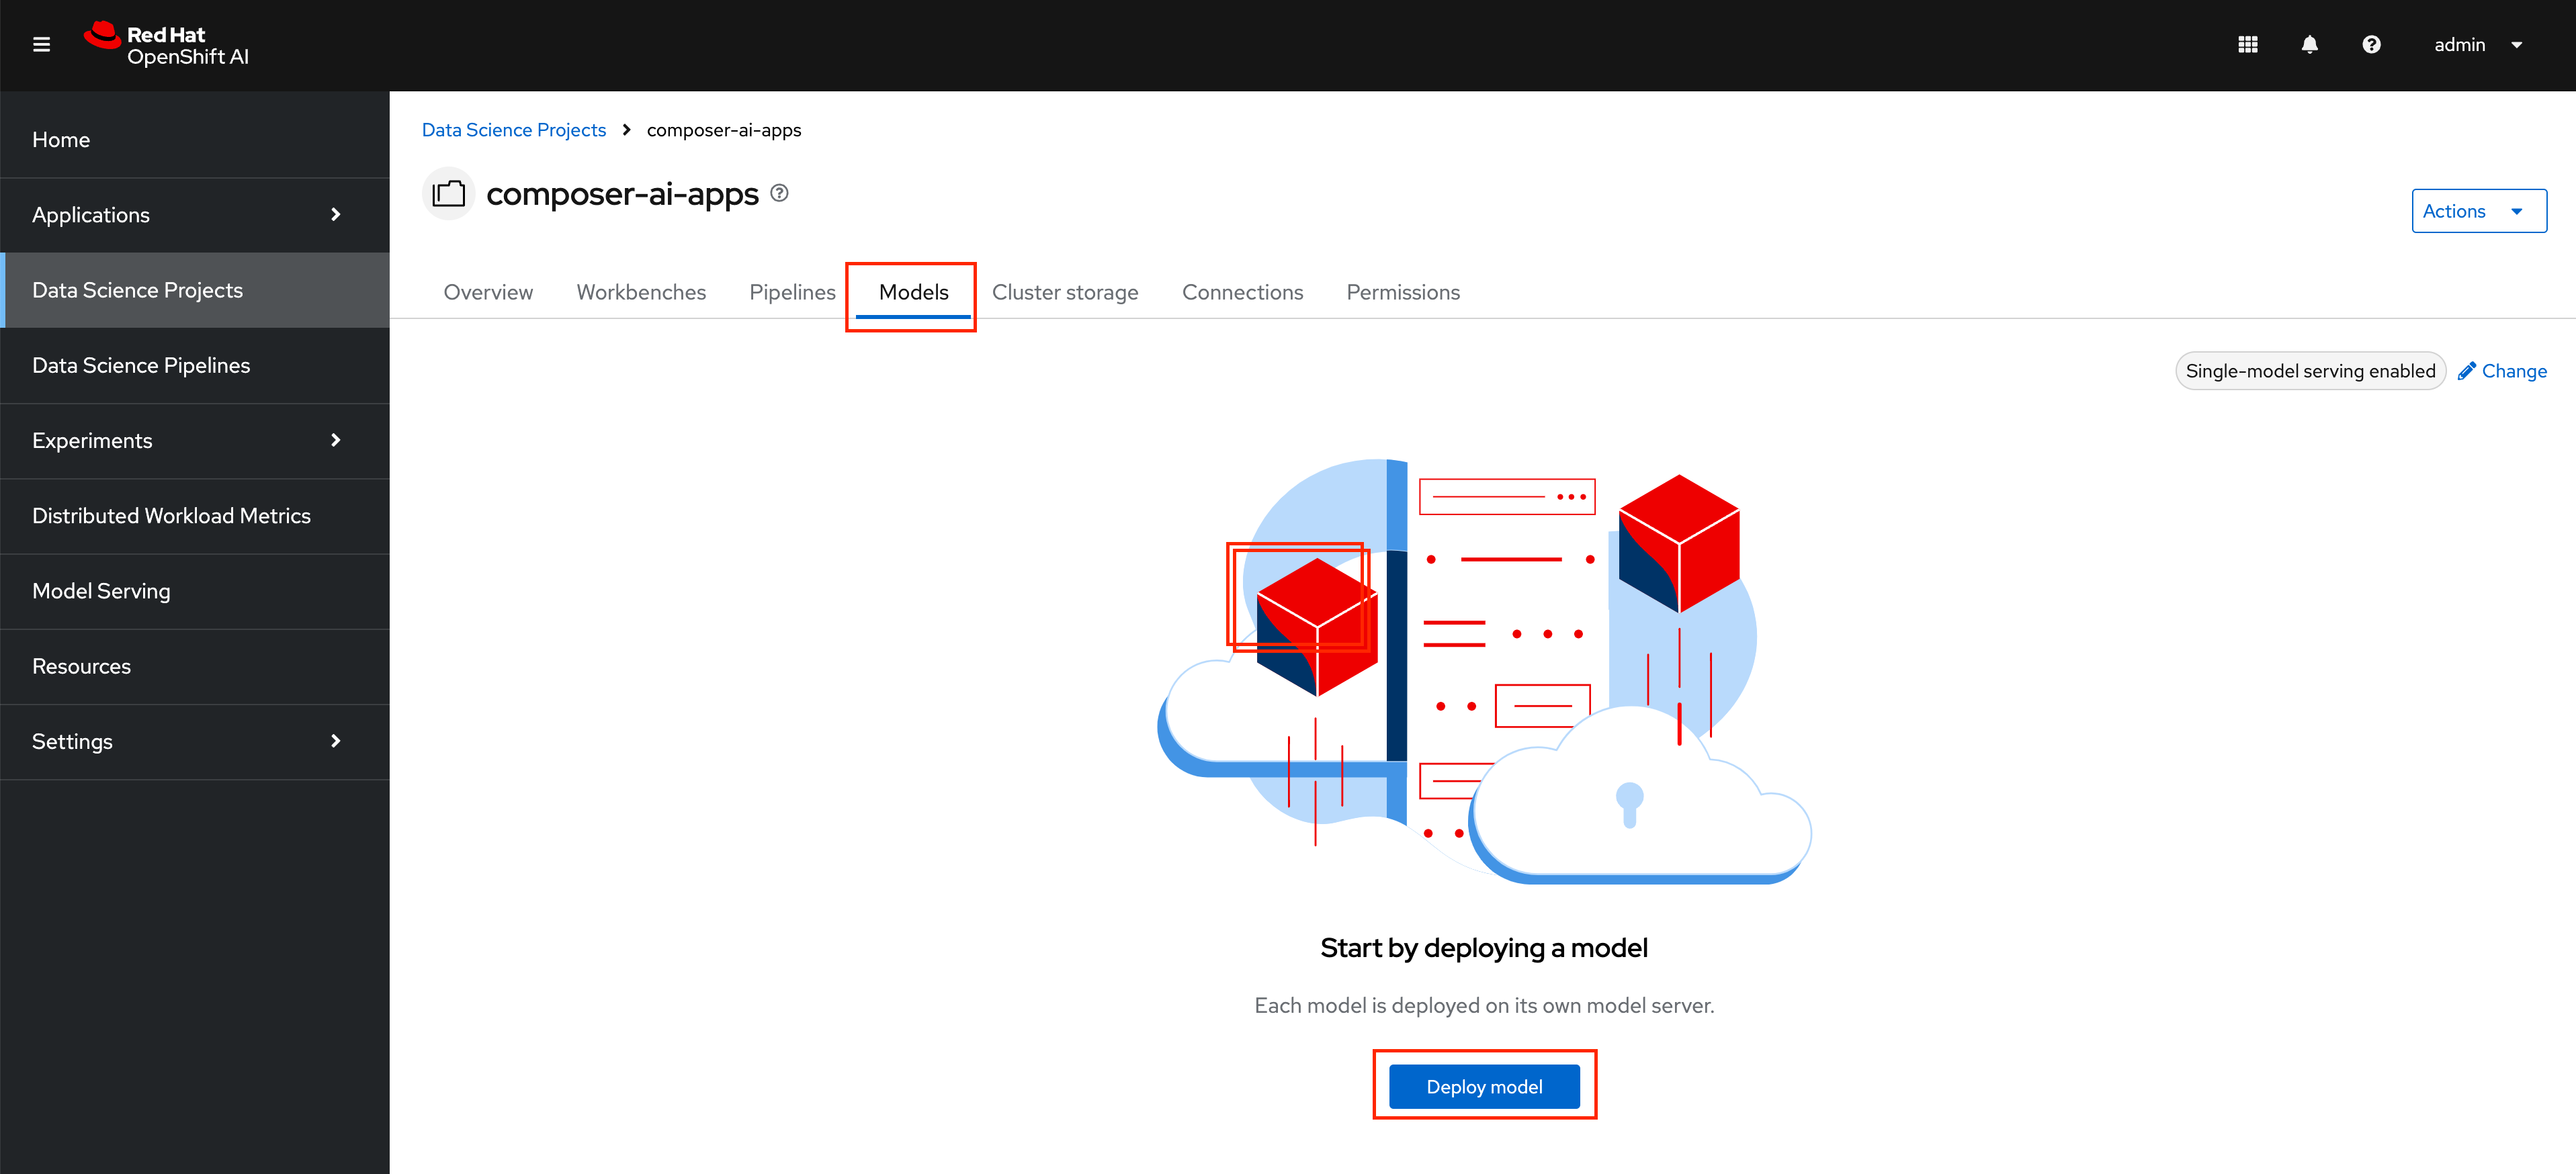 Red Hat
OpenShift AI
admin
Home
Applications
Data Science Projects
Data Science Pipelines
Experiments
Distributed Workload Metrics
Model Serving
Resources
Settings
Data Science Projects > composer-ai-apps
composer-ai-apps
Actions
Overview Workbenches Pipelines Models Cluster storage Connections Permissions
Single-model serving enabled Change
Start by deploying a model
Each model is deployed on its own model server.
Deploy model